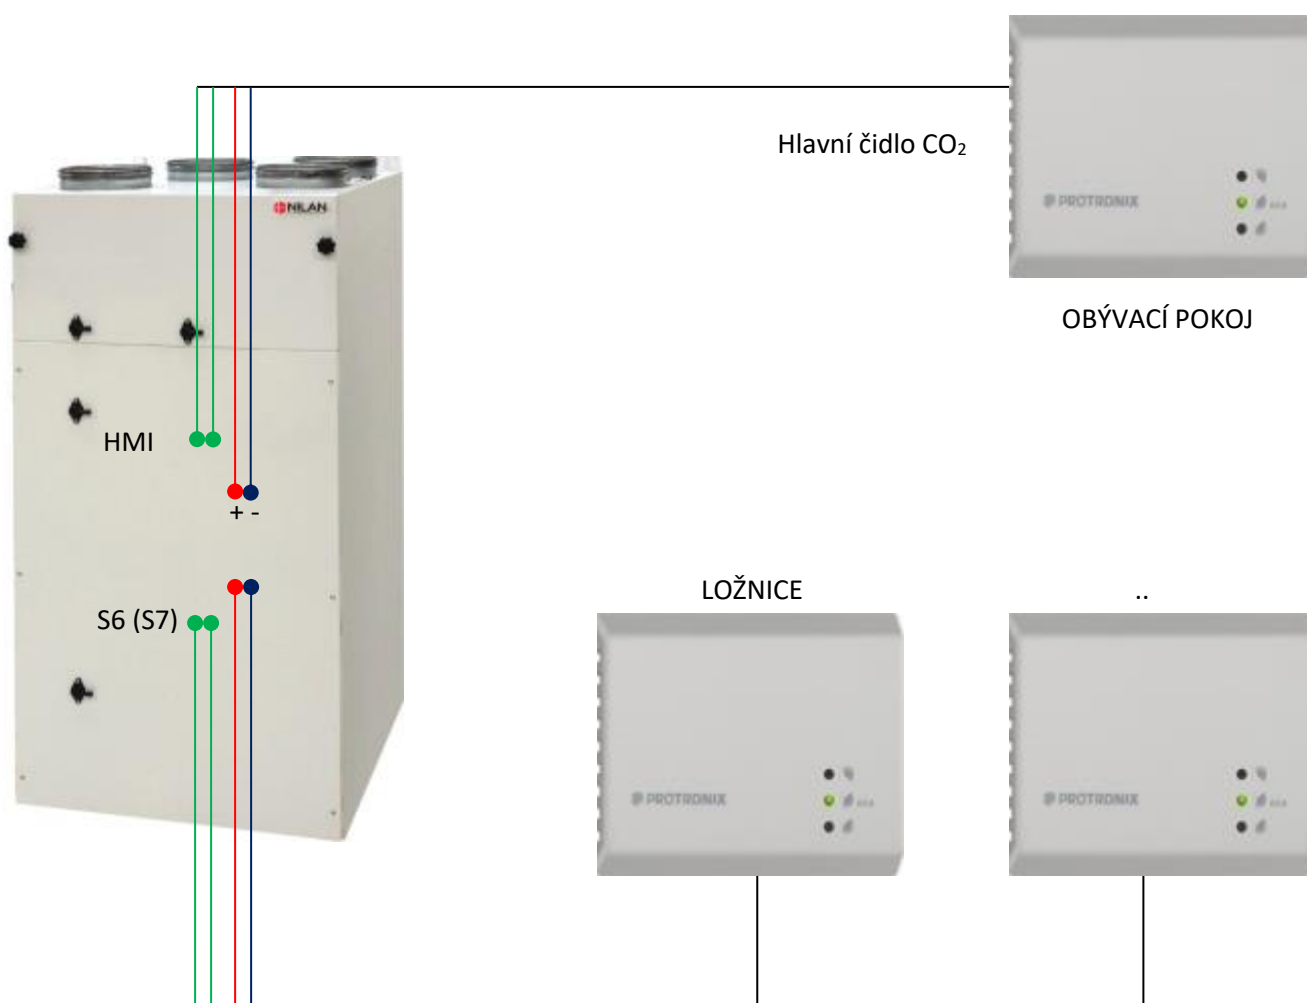 Hlavní čidlo CO₂
NILAN
PROTRONIX
OBÝVACÍ POKOJ
HMI
+ -
S6 (S7)
LOŽNICE
..
PROTRONIX
PROTRONIX